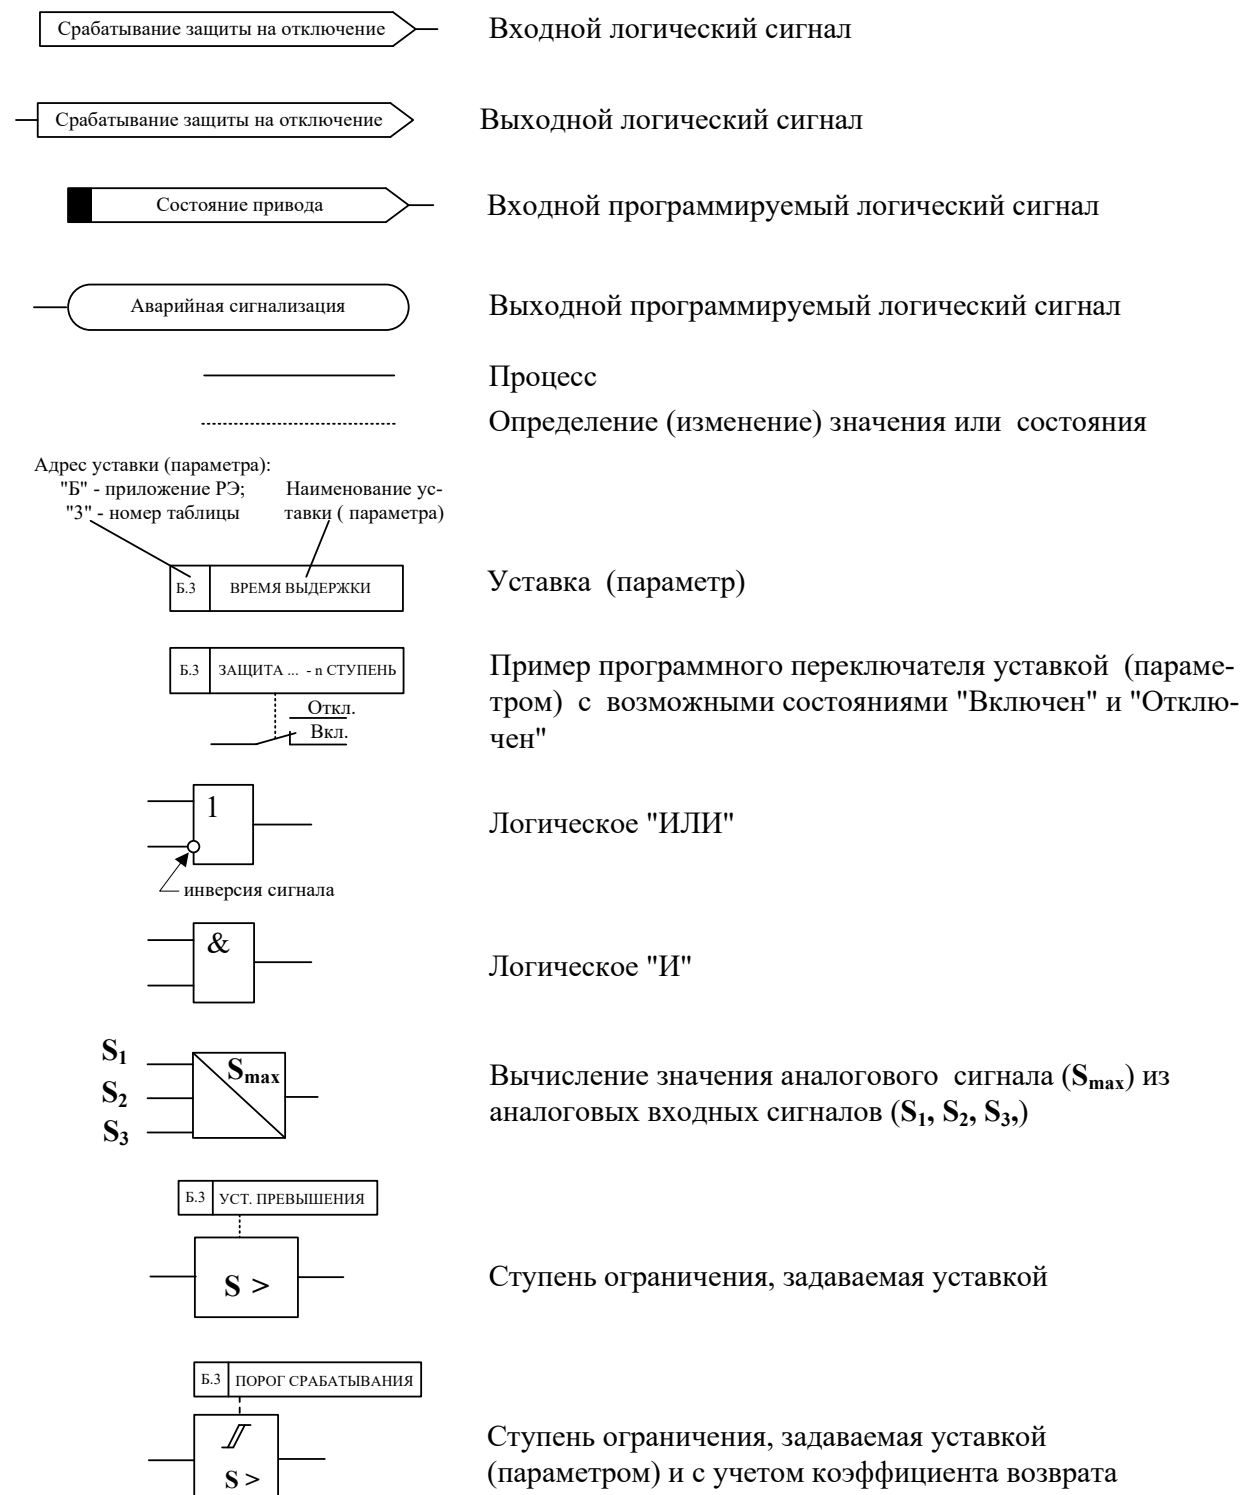 Срабатывание защиты на отключение
Входной логический сигнал
Срабатывание защиты на отключение
Выходной логический сигнал
Состояние привода
Входной программируемый логический сигнал
Аварийная сигнализация
Выходной программируемый логический сигнал
Процесс
Определение (изменение) значения или состояния
Адрес уставки (параметра):
"Б" - приложение РЭ;
"3" - номер таблицы
Наименование ус-
тавки ( параметра)
Б.3 ВРЕМЯ ВЫДЕРЖКИ
Уставка (параметр)
Б.3 ЗАЩИТА ... - n СТУПЕНЬ
Откл.
Вкл.
Пример программного переключателя уставкой (параме-
тром) с возможными состояниями "Включен" и "Отклю-
чен"
1
инверсия сигнала
Логическое "ИЛИ"
&
Логическое "И"
S1
S2
S3
Smax
Вычисление значения аналогового сигнала (Smax) из
аналоговых входных сигналов (S1, S2, S3,)
Б.3 УСТ. ПРЕВЫШЕНИЯ
S >
Ступень ограничения, задаваемая уставкой
Б.3 ПОРОГ СРАБАТЫВАНИЯ
S >
Ступень ограничения, задаваемая уставкой
(параметром) и с учетом коэффициента возврата